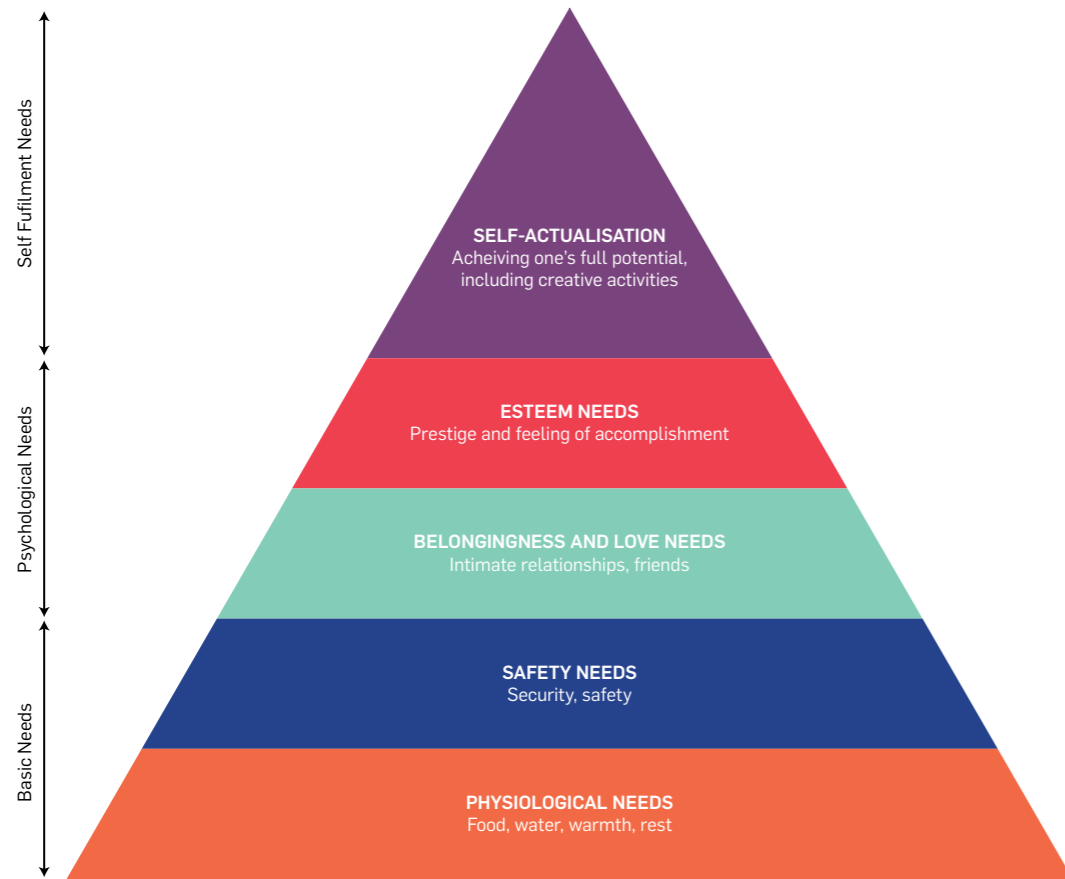 Self Fufilment Needs
SELF-ACTUALISATION
Acheiving one's full potential,
including creative activities
Psychological Needs
ESTEEM NEEDS
Prestige and feeling of accomplishment
BELONGINGNESS AND LOVE NEEDS
Intimate relationships, friends
Basic Needs
SAFETY NEEDS
Security, safety
PHYSIOLOGICAL NEEDS
Food, water, warmth, rest